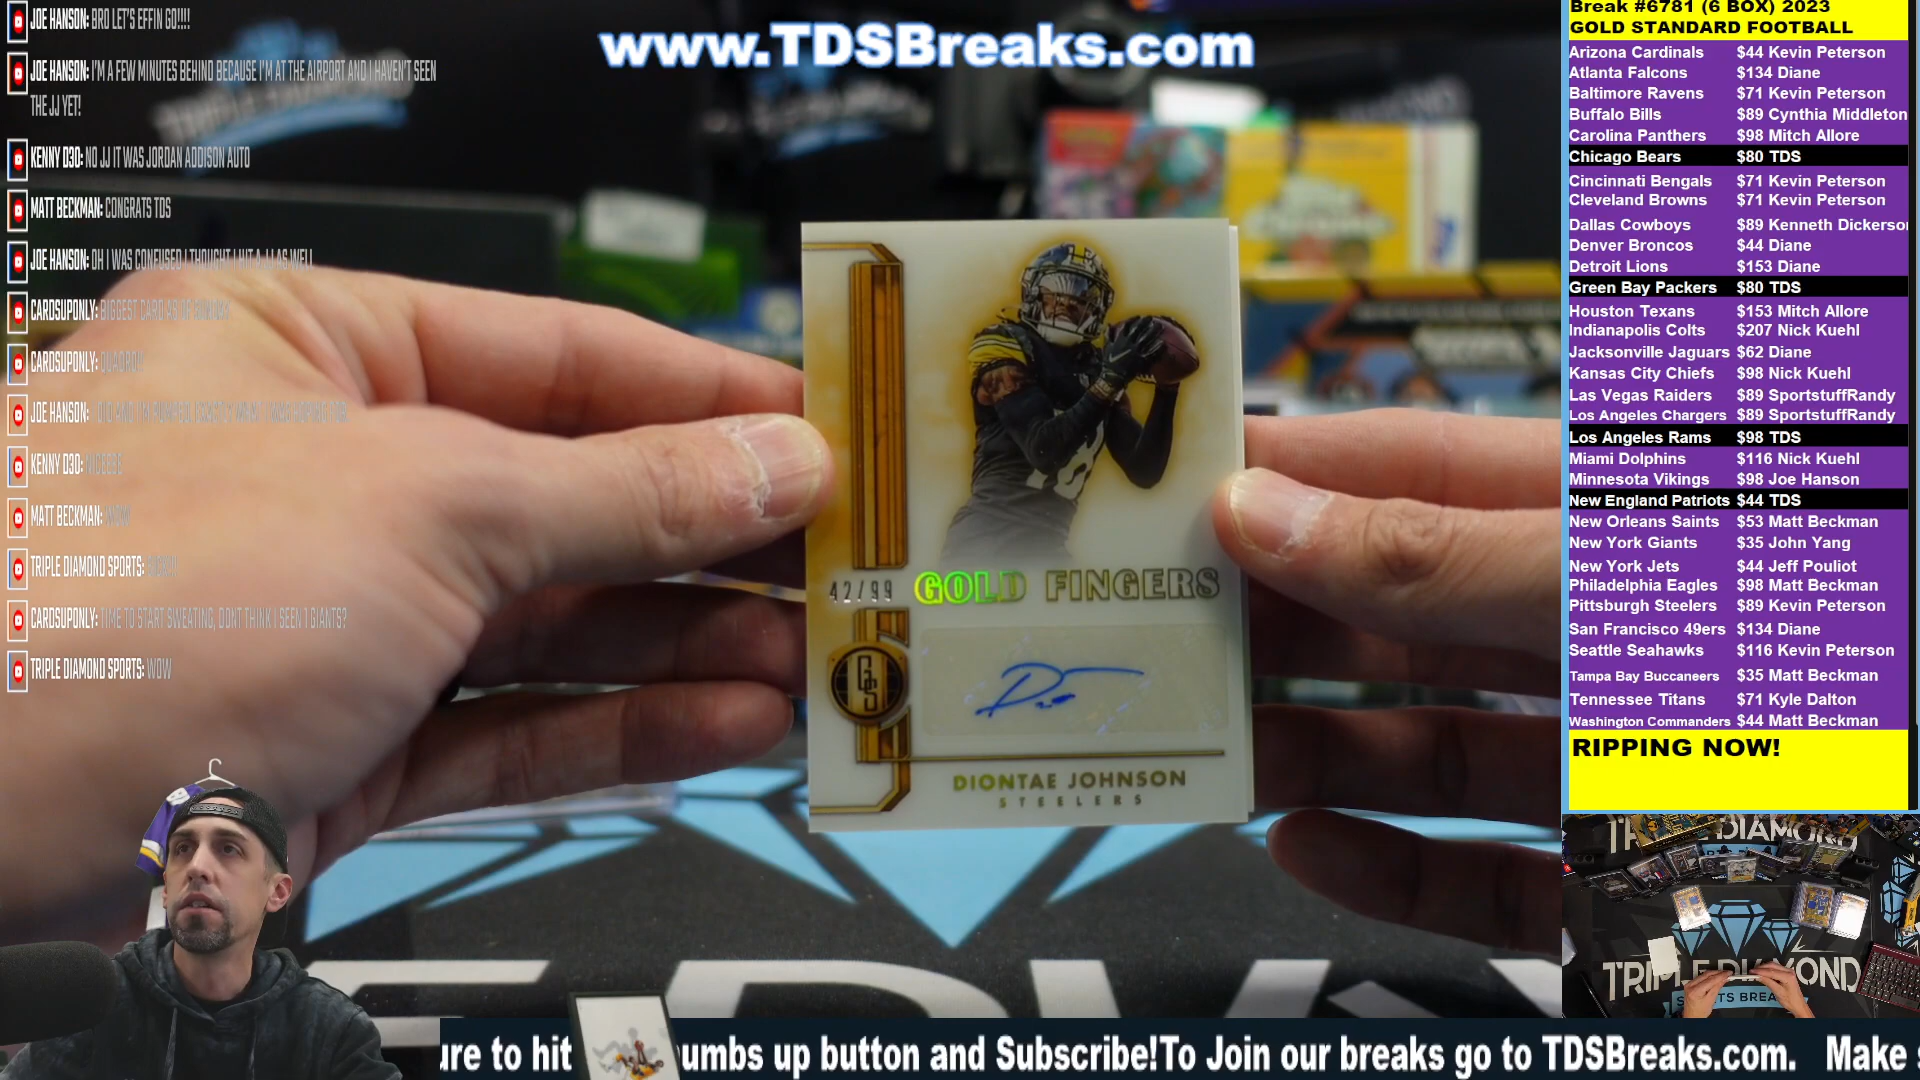 JOE HANSON: BRO LET'S EFFIN GO!!!!
JOE HANSON: I'M A FEW MINUTES BEHIND BECAUSE I'M AT THE AIRPORT AND I HAVEN'T SEEN
THE JJ YET!
KENNY D30: NO JJ IT WAS JORDAN ADDISON AUTO
MATT BECKMAN: CONGRATS TDS
JOE HANSON: OH I WAS CONFUSED I THOUGHT I HIT A JJ AS WELL
CARDSUPONLY: BIGGEST CARD AS OF
CARDSUPONLY:
JOE HANSON:
KENNY D30:
MATT BECKMAN: WOW
TRIPLE DIAMOND SPORTS:
CARDSUPONLY: TIME TO START SWEATING, DONT THINK I SEEN 1 GIANTS?
TRIPLE DIAMOND SPORTS: WOW
www.TDSBreaks.com
42/99 GOLD FINGERS
GS
DIONTAE JOHNSON
STEELERS
Break #6781 (6 BOX) 2023
GOLD STANDARD FOOTBALL
Arizona Cardinals $44 Kevin Peterson
Atlanta Falcons $134 Diane
Baltimore Ravens $71 Kevin Peterson
Buffalo Bills $89 Cynthia Middleton
Carolina Panthers $98 Mitch Allore
Chicago Bears $80 TDS
Cincinnati Bengals $71 Kevin Peterson
Cleveland Browns $71 Kevin Peterson
Dallas Cowboys $89 Kenneth Dickerso
Denver Broncos $44 Diane
Detroit Lions $153 Diane
Green Bay Packers $80 TDS
Houston Texans $153 Mitch Allore
Indianapolis Colts $207 Nick Kuehl
Jacksonville Jaguars $62 Diane
Kansas City Chiefs $98 Nick Kuehl
Las Vegas Raiders $89 SportstuffRandy
Los Angeles Chargers $89 SportstuffRandy
Los Angeles Rams $98 TDS
Miami Dolphins $116 Nick Kuehl
Minnesota Vikings $98 Joe Hanson
New England Patriots $44 TDS
New Orleans Saints $53 Matt Beckman
New York Giants $35 John Yang
New York Jets $44 Jeff Pouliot
Philadelphia Eagles $98 Matt Beckman
Pittsburgh Steelers $89 Kevin Peterson
San Francisco 49ers $134 Diane
Seattle Seahawks $116 Kevin Peterson
Tampa Bay Buccaneers $35 Matt Beckman
Tennessee Titans $71 Kyle Dalton
Washington Commanders $44 Matt Beckman
RIPPING NOW!
TRIPLE DIAMOND
TRIPLE DIAMOND
SPORTS BREA
ure to hit umbs up button and Subscribe!To Join our breaks go to TDSBreaks.com. Make s